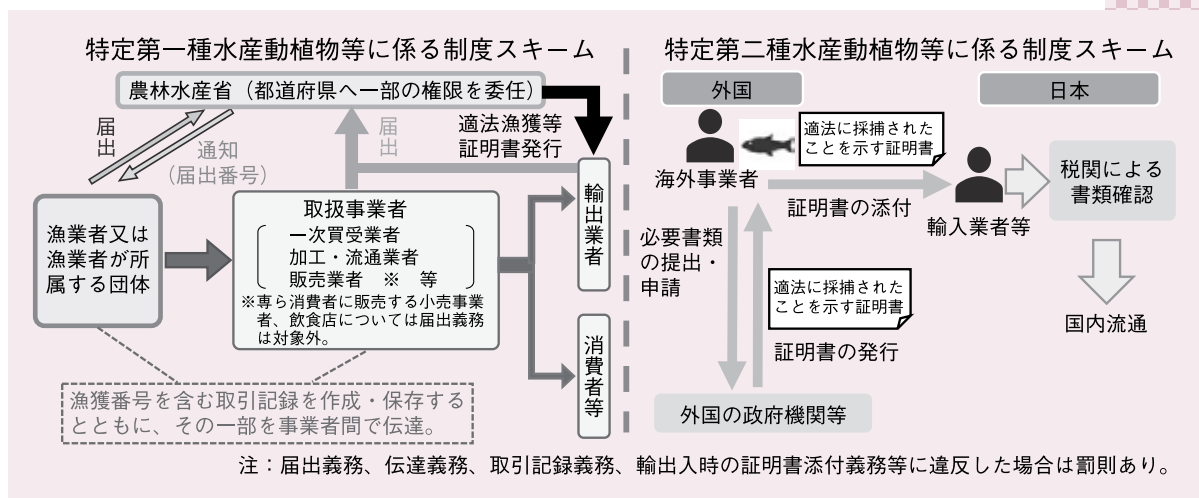 特定第一種水産動植物等に係る制度スキーム
農林水産省（都道府県へ一部の権限を委任）
届出
通知
（届出番号）
届出
適法漁獲等
証明書発行
漁業者又は
漁業者が所
属する団体
取扱事業者
一次買受業者
加工・流通業者
販売業者　※　等
※専ら消費者に販売する小売事業
者、飲食店については届出義務
は対象外。
輸出業者
消費者等
漁獲番号を含む取引記録を作成・保存する
とともに、その一部を事業者間で伝達。
特定第二種水産動植物等に係る制度スキーム
外国
日本
適法に採捕された
ことを示す証明書
海外事業者
証明書の添付
輸入業者等
税関による
書類確認
必要書類
の提出・
申請
適法に採捕された
ことを示す証明書
証明書の発行
国内流通
外国の政府機関等
注：届出義務、伝達義務、取引記録義務、輸出入時の証明書添付義務等に違反した場合は罰則あり。